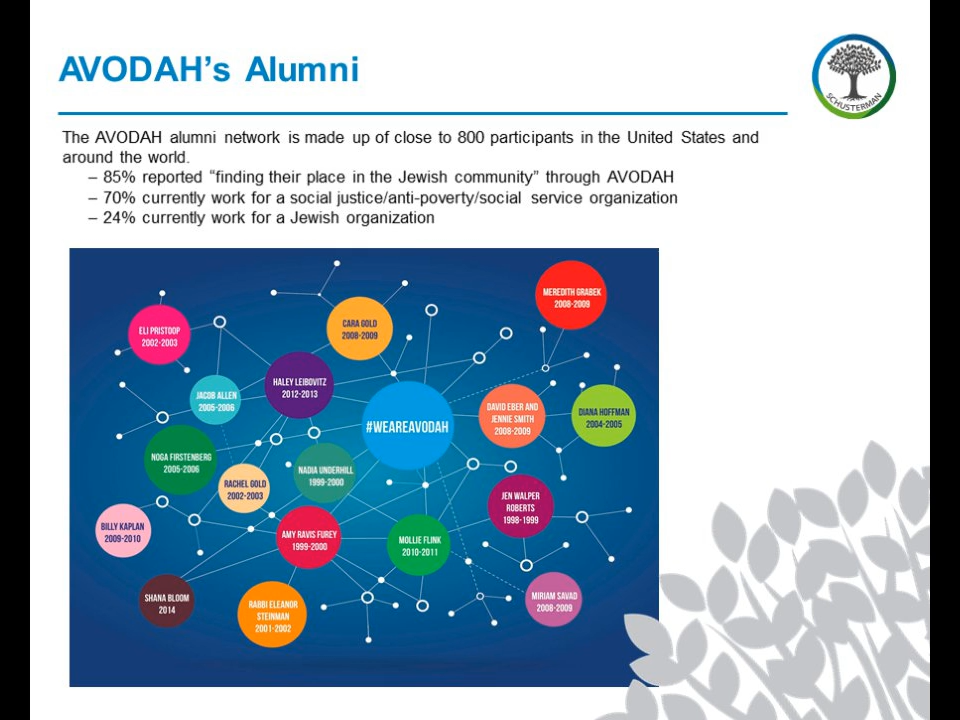 AVODAH’s Alumni
SCHUSTERMAN
The AVODAH alumni network is made up of close to 800 participants in the United States and
around the world.
– 85% reported “finding their place in the Jewish community” through AVODAH
– 70% currently work for a social justice/anti-poverty/social service organization
– 24% currently work for a Jewish organization
MEREDITH GRABEK
2008-2009
ELI PRISTOOP
2002-2003
CARA GOLD
2008-2009
HALEY LEIBOVITZ
2012-2013
JACOB ALLEN
2005-2006
#WEAREAVODAH
DAVID EBER AND
JENNIE SMITH
2008-2009
DIANA HOFFMAN
2004-2005
NOGA FIRSTENBERG
2005-2006
RACHEL GOLD
2002-2003
NADIA UNDERHILL
1999-2000
JEN WALPER
ROBERTS
1998-1999
BILLY KAPLAN
2009-2010
AMY RAVIS FUREY
1999-2000
MOLLIE FLINK
2010-2011
SHANA BLOOM
2014
RABBI ELEANOR
STEINMAN
2001-2002
MIRIAM SAVAD
2008-2009